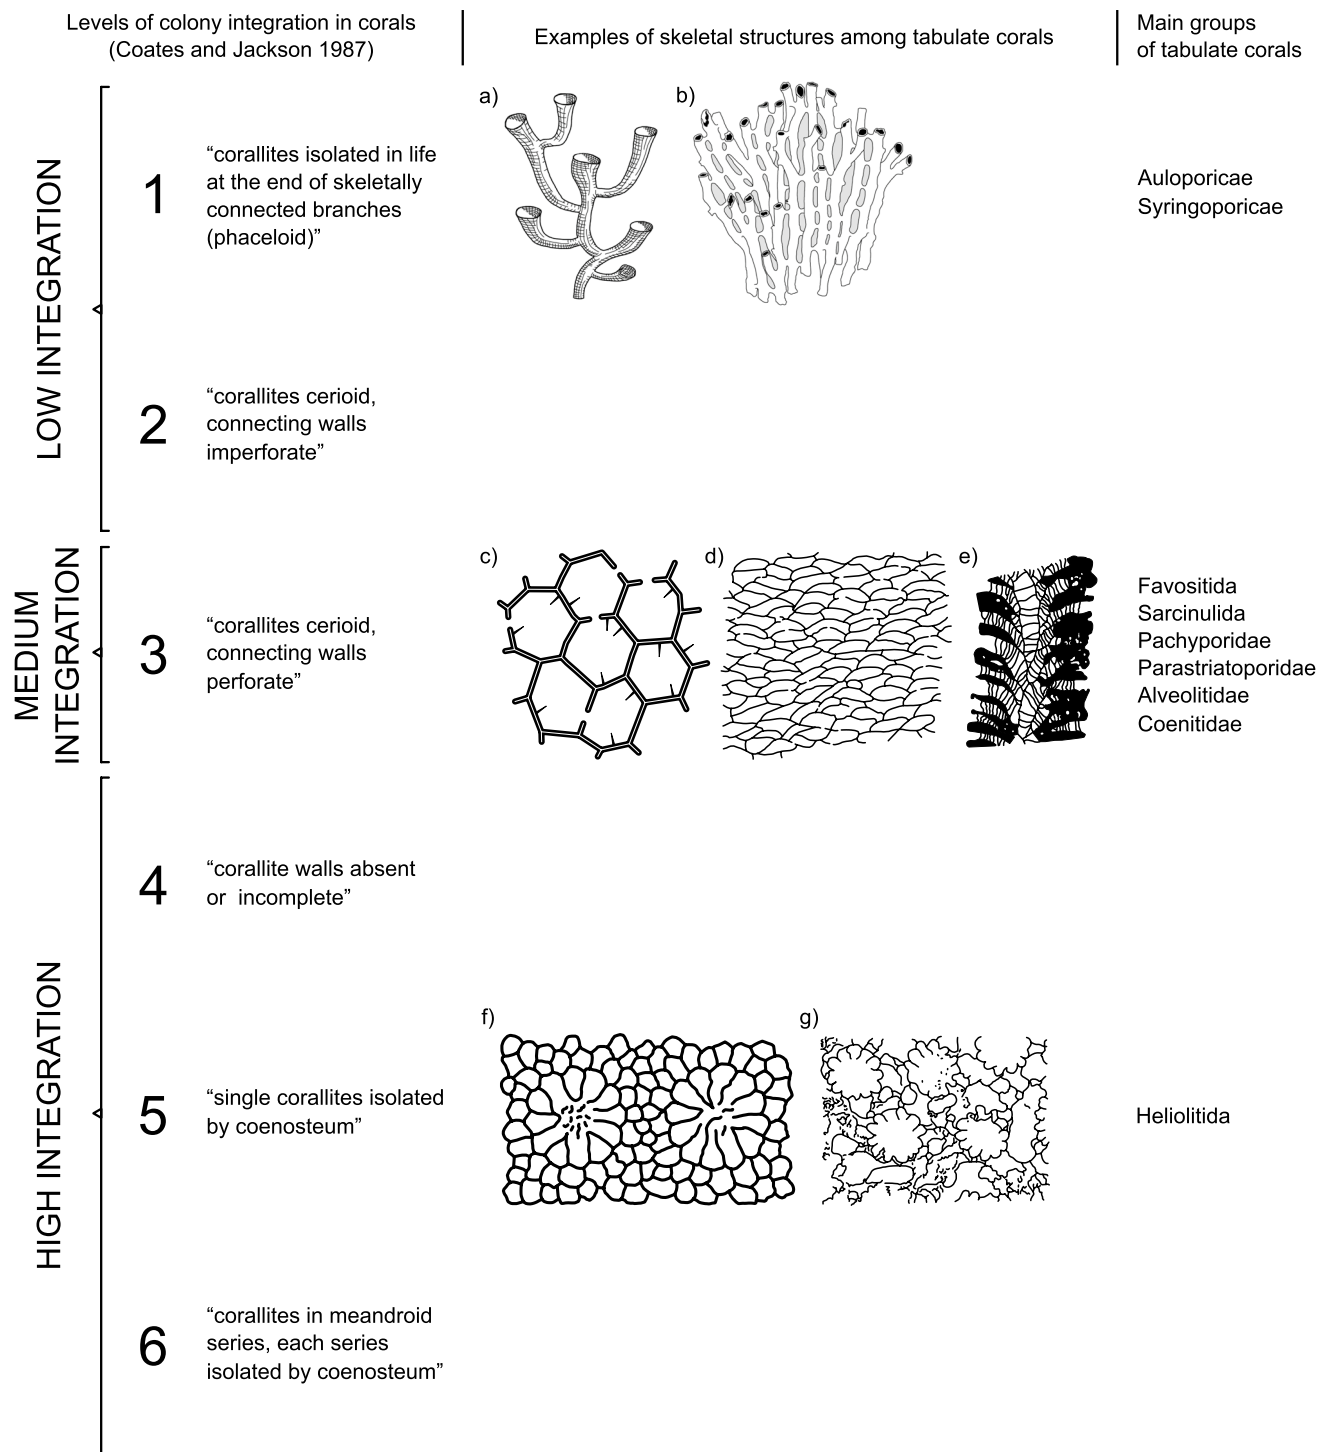 Levels of colony integration in corals
(Coates and Jackson 1987)
Examples of skeletal structures among tabulate corals
Main groups
of tabulate corals
LOW INTEGRATION
1
“corallites isolated in life
at the end of skeletally
connected branches
(phaceloid)”
a)
b)
Auloporicae
Syringoporicae
2
“corallites cerioid,
connecting walls
imperforate”
MEDIUM
INTEGRATION
3
“corallites cerioid,
connecting walls
perforate”
c)
d)
e)
Favositida
Sarcinulida
Pachyporidae
Parastriatoporidae
Alveolitidae
Coenitidae
HIGH INTEGRATION
4
“corallite walls absent
or  incomplete”
5
“single corallites isolated
by coenosteum”
f)
g)
Heliolitida
6
“corallites in meandroid
series, each series
isolated by coenosteum”